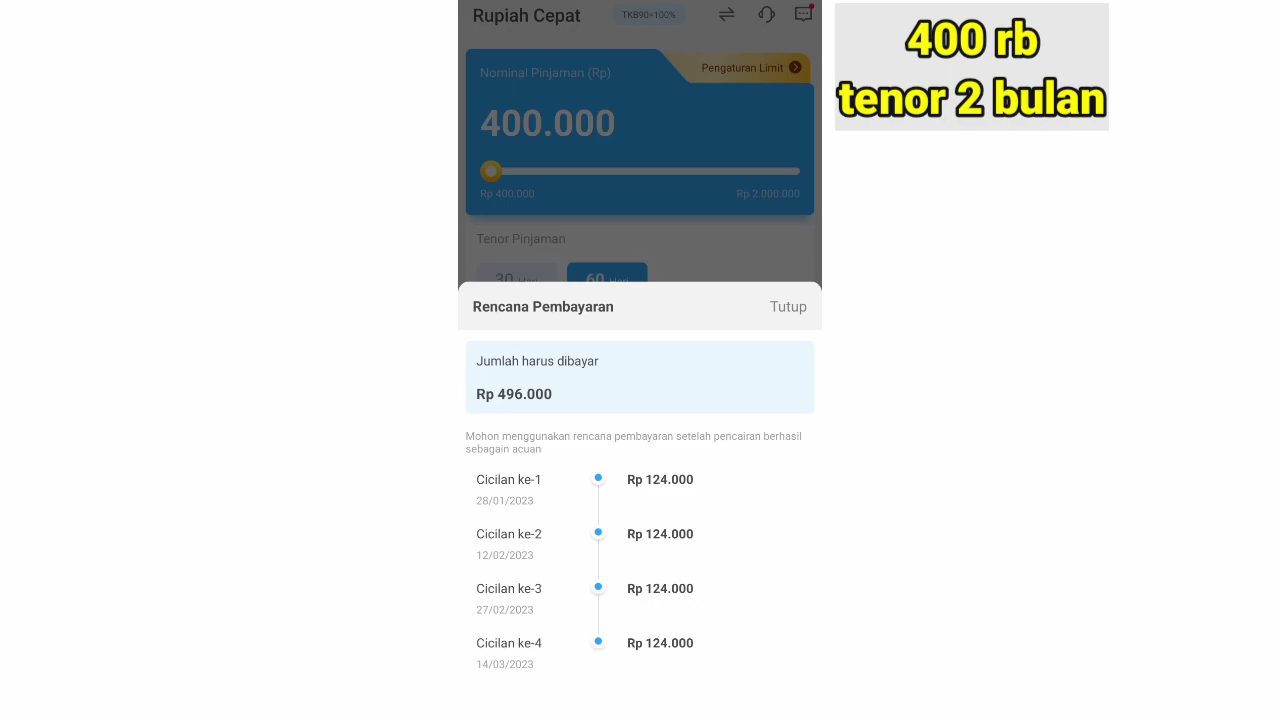 Rupiah Cepat
TKB90=100%
400 rb
tenor 2 bulan
Nominal Pinjaman (Rp)
Pengaturan Limit
400.000
Rp 400.000
Rp 2.000.000
Tenor Pinjaman
30 Hari
60 Hari
Rencana Pembayaran
Tutup
Jumlah harus dibayar
Rp 496.000
Mohon menggunakan rencana pembayaran setelah pencairan berhasil
sebagain acuan
Cicilan ke-1
Rp 124.000
28/01/2023
Cicilan ke-2
Rp 124.000
12/02/2023
Cicilan ke-3
Rp 124.000
27/02/2023
Cicilan ke-4
Rp 124.000
14/03/2023